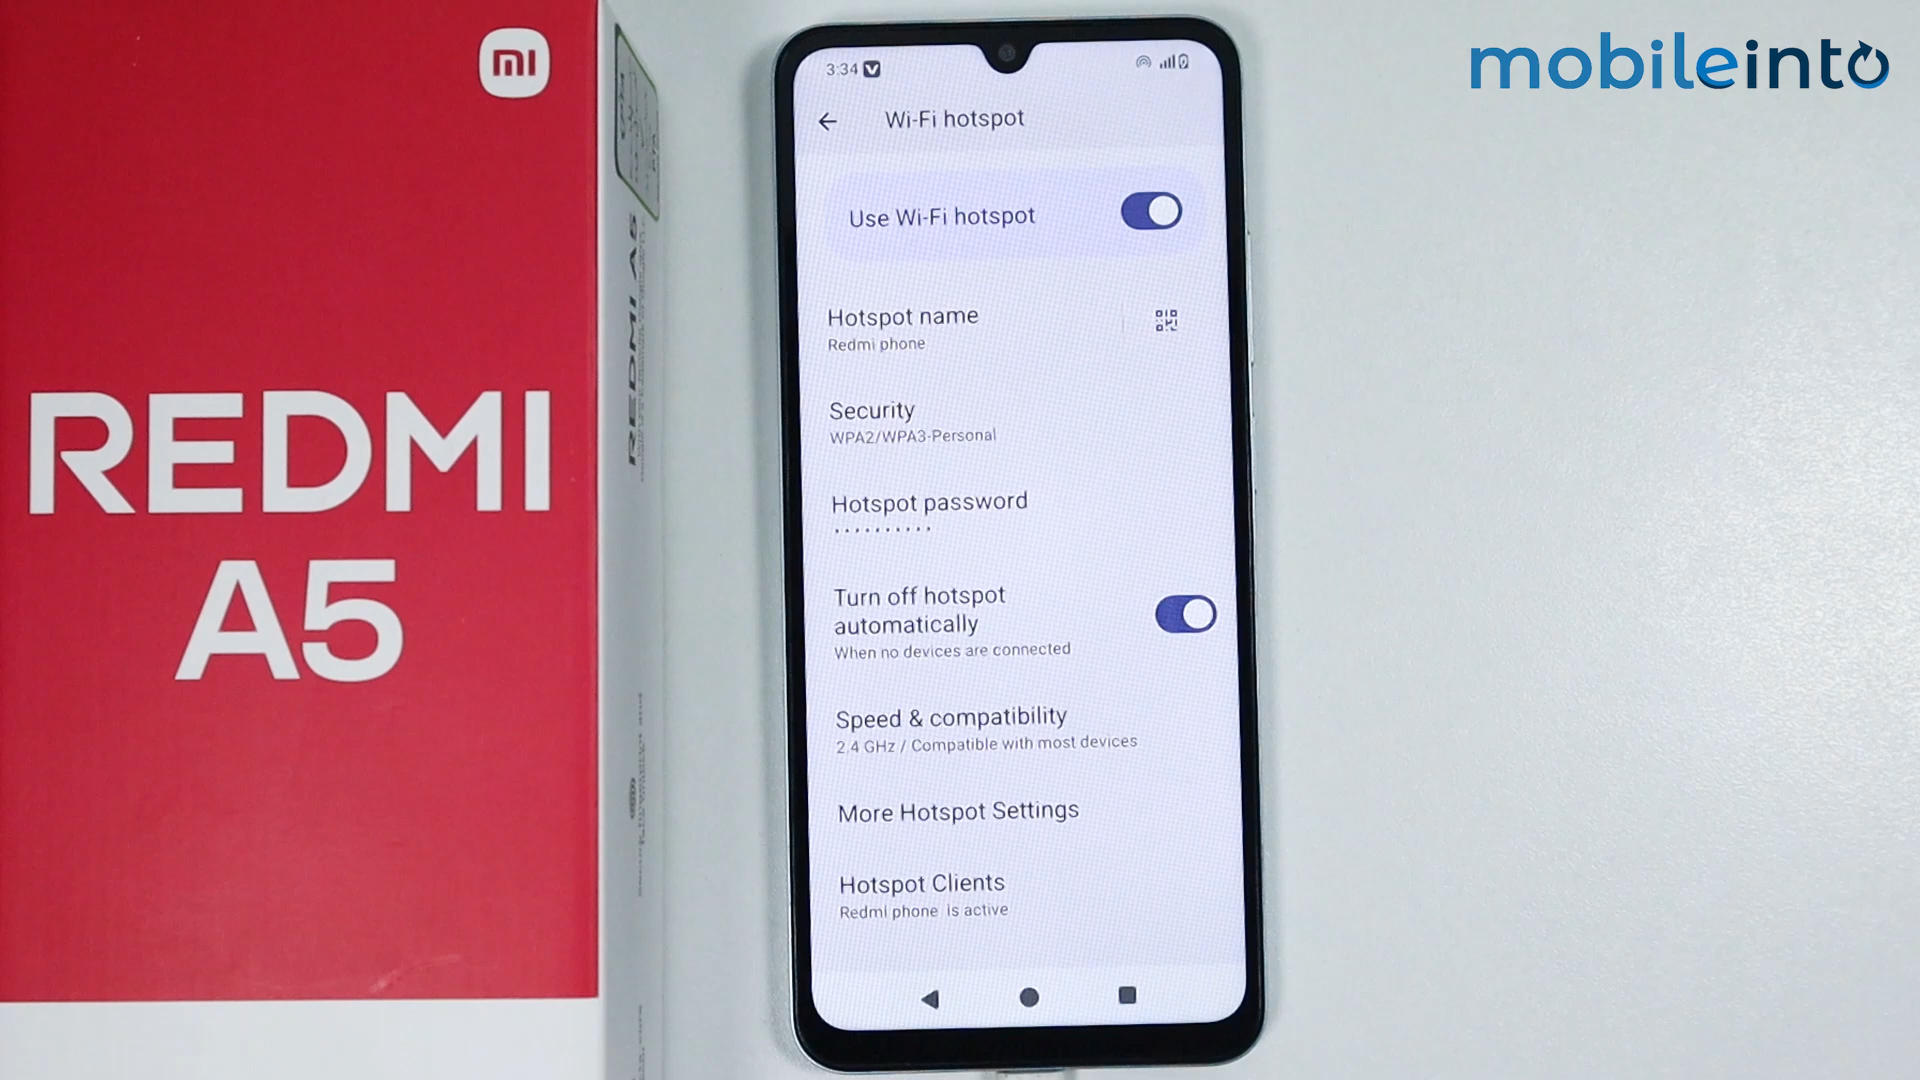 mi
REDMI
A5
REDMI A5
mobileinto
3:34
Wi-Fi hotspot
Use Wi-Fi hotspot
Hotspot name
Redmi phone
Security
WPA2/WPA3-Personal
Hotspot password
··········
Turn off hotspot
automatically
When no devices are connected
Speed & compatibility
2.4 GHz / Compatible with most devices
More Hotspot Settings
Hotspot Clients
Redmi phone is active